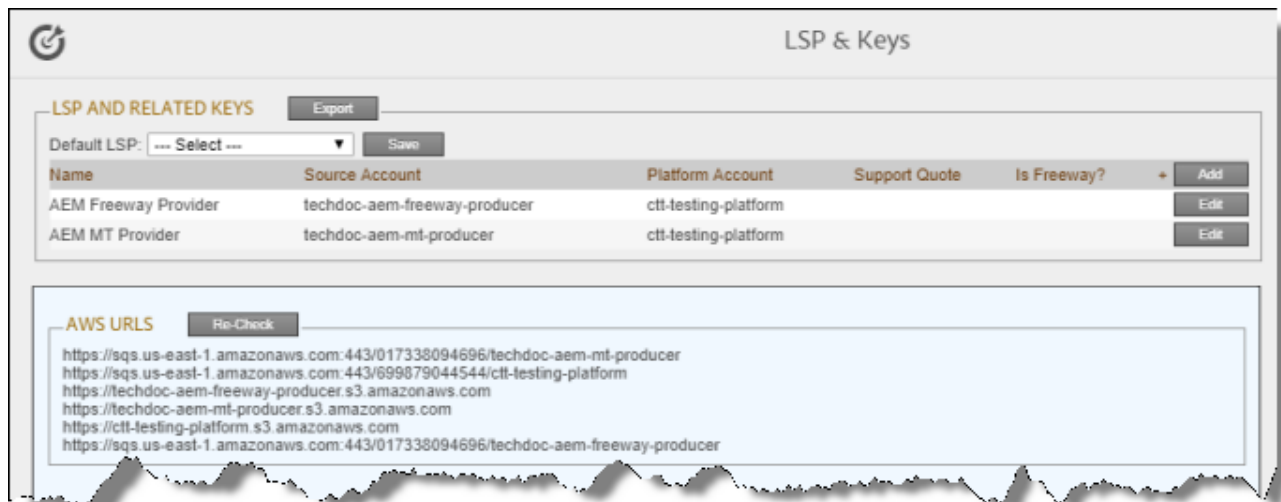 LSP & Keys
LSP AND RELATED KEYS Export
Default LSP: --- Select --- Save
Name Source Account Platform Account Support Quote Is Freeway? + Add
AEM Freeway Provider techdoc-aem-freeway-producer ctt-testing-platform Edit
AEM MT Provider techdoc-aem-mt-producer ctt-testing-platform Edit
AWS URLS Re-Check
https://sqs.us-east-1.amazonaws.com:443/017338094696/techdoc-aem-mt-producer
https://sqs.us-east-1.amazonaws.com:443/699879044544/ctt-testing-platform
https://techdoc-aem-freeway-producer.s3.amazonaws.com
https://techdoc-aem-mt-producer.s3.amazonaws.com
https://ctt-testing-platform.s3.amazonaws.com
https://sqs.us-east-1.amazonaws.com:443/017338094696/techdoc-aem-freeway-producer